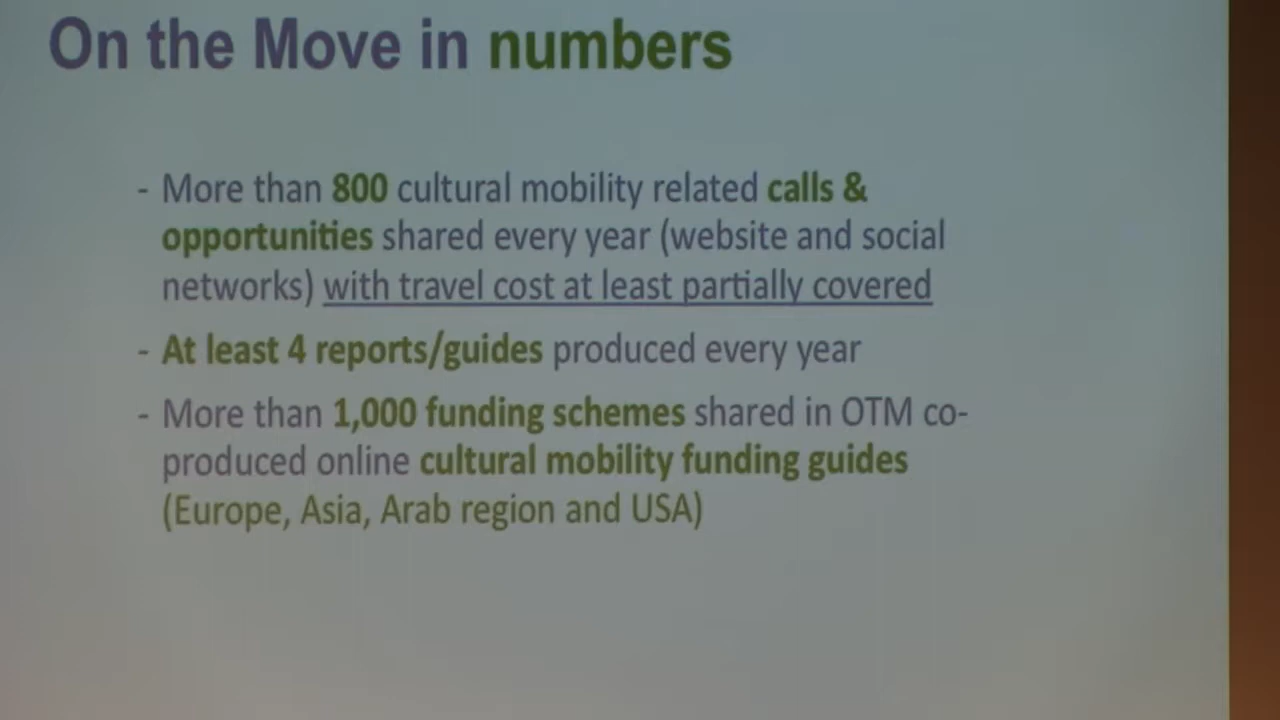 On the Move in numbers
- More than 800 cultural mobility related calls &
opportunities shared every year (website and social
networks) with travel cost at least partially covered
- At least 4 reports/guides produced every year
- More than 1,000 funding schemes shared in OTM co-
produced online cultural mobility funding guides
(Europe, Asia, Arab region and USA)